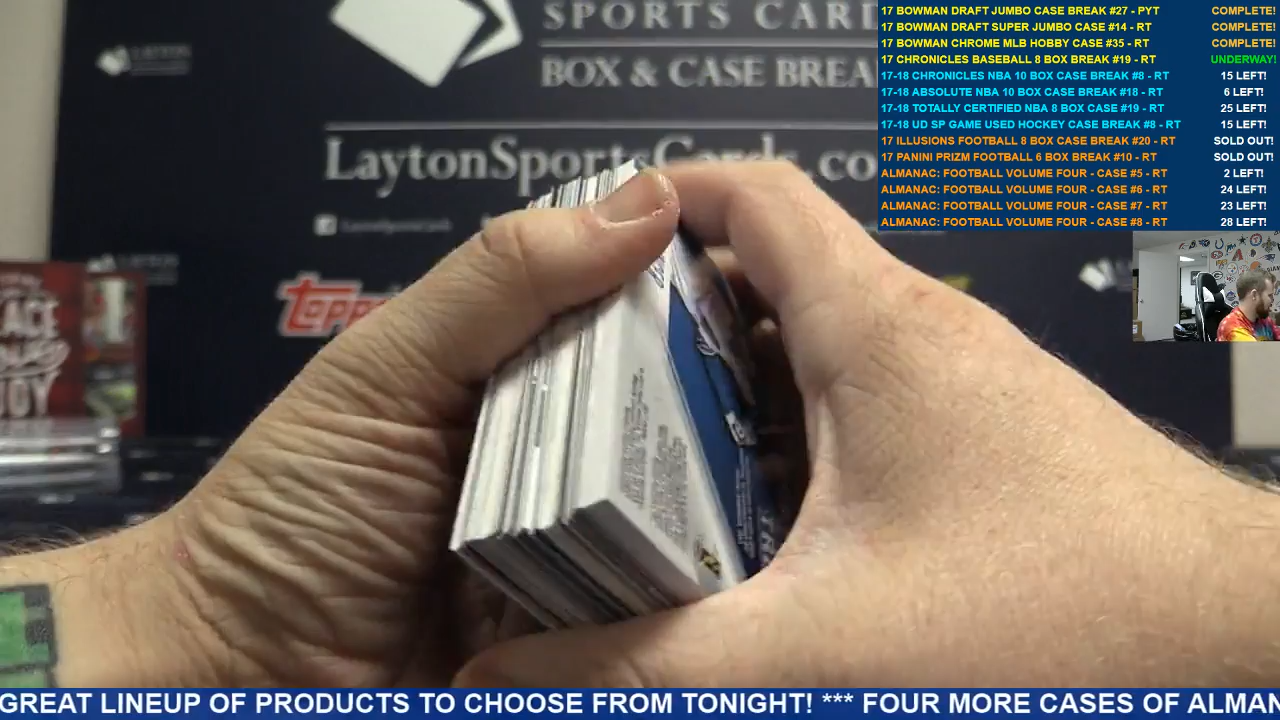 SPORTS CARDS
BOX & CASE BREA
LaytonSportsCards.co
LAYTON
topps
ACE
JOY
17 BOWMAN DRAFT JUMBO CASE BREAK #27 - PYT COMPLETE!
17 BOWMAN DRAFT SUPER JUMBO CASE #14 - RT COMPLETE!
17 BOWMAN CHROME MLB HOBBY CASE #35 - RT COMPLETE!
17 CHRONICLES BASEBALL 8 BOX BREAK #19 - RT UNDERWAY!
17-18 CHRONICLES NBA 10 BOX CASE BREAK #8 - RT 15 LEFT!
17-18 ABSOLUTE NBA 10 BOX CASE BREAK #18 - RT 6 LEFT!
17-18 TOTALLY CERTIFIED NBA 8 BOX CASE #19 - RT 25 LEFT!
17-18 UD SP GAME USED HOCKEY CASE BREAK #8 - RT 15 LEFT!
17 ILLUSIONS FOOTBALL 8 BOX CASE BREAK #20 - RT SOLD OUT!
17 PANINI PRIZM FOOTBALL 6 BOX BREAK #10 - RT SOLD OUT!
ALMANAC: FOOTBALL VOLUME FOUR - CASE #5 - RT 2 LEFT!
ALMANAC: FOOTBALL VOLUME FOUR - CASE #6 - RT 24 LEFT!
ALMANAC: FOOTBALL VOLUME FOUR - CASE #7 - RT 23 LEFT!
ALMANAC: FOOTBALL VOLUME FOUR - CASE #8 - RT 28 LEFT!
GREAT LINEUP OF PRODUCTS TO CHOOSE FROM TONIGHT! *** FOUR MORE CASES OF ALMAN